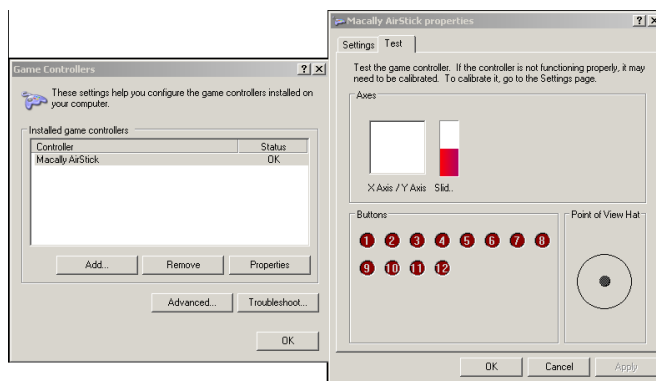 Game Controllers
These settings help you configure the game controllers installed on
your computer.
Installed game controllers
Controller Status
Macally AirStick OK
Add... Remove Properties
Advanced... Troubleshoot...
OK
Macally AirStick properties
Settings Test
Test the game controller. If the controller is not functioning properly, it may
need to be calibrated. To calibrate it, go to the Settings page.
Axes
X Axis / Y Axis Slid..
Buttons
1 2 3 4 5 6 7 8
9 10 11 12
Point of View Hat
OK Cancel Apply